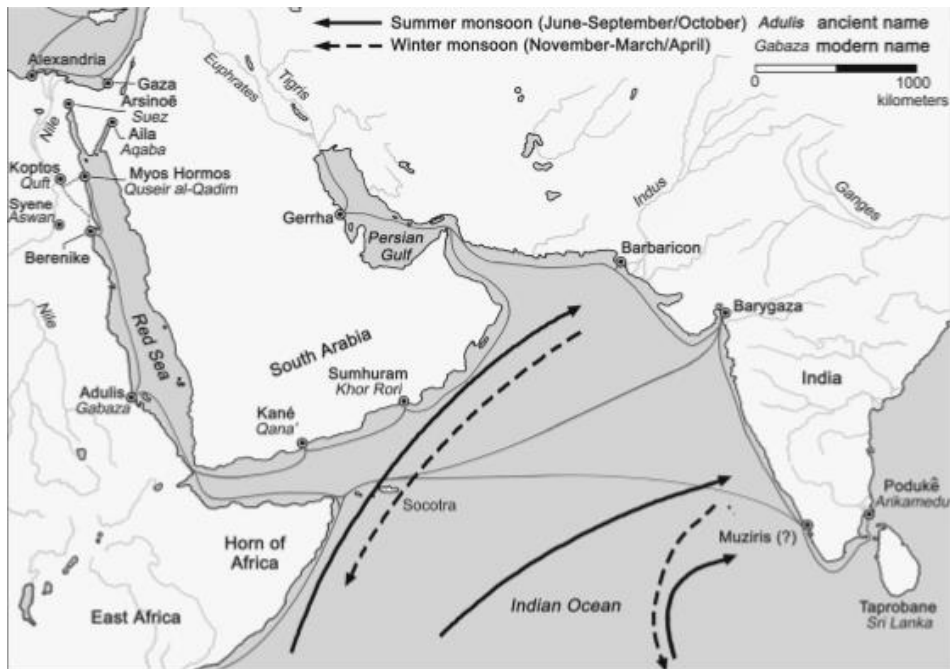 Summer monsoon (June-September/October)
Winter monsoon (November-March/April)
Adulis ancient name
Gabaza modern name
0 1000
kilometers
Alexandria
Gaza
Arsinoë
Suez
Aila
Aqaba
Nile
Koptos
Quft
Myos Hormos
Quseir al-Qadim
Syene
Aswan
Berenike
Nile
Red Sea
Adulis
Gabaza
Euphrates
Tigris
Gerrha
Persian
Gulf
South Arabia
Sumhuram
Khor Rori
Kané
Qana'
Socotra
Horn of
Africa
East Africa
Indian Ocean
Indus
Ganges
Barbaricon
Barygaza
India
Podukê
Arikamedu
Muziris (?)
Taprobane
Sri Lanka